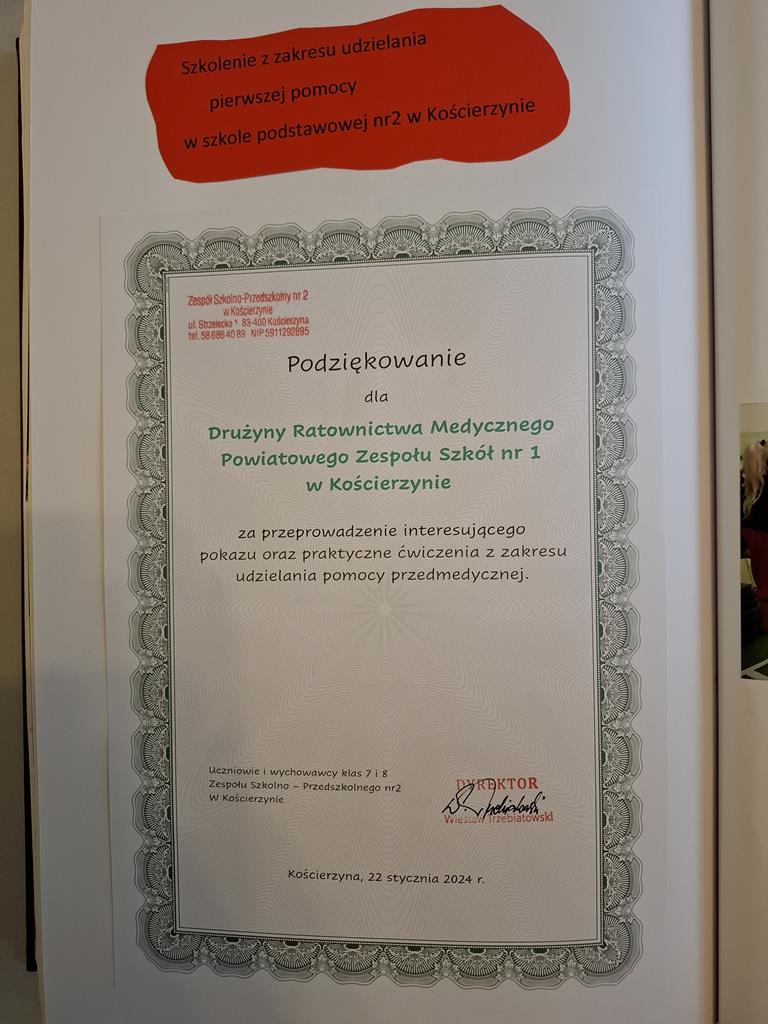 Szkolenie z zakresu udzielania
pierwszej pomocy
w szkole podstawowej nr2 w Kościerzynie
Zespół Szkolno-Przedszkolny nr 2
w Kościerzynie
ul. Strzelecka 1 83-400 Kościerzyna
tel. 58 686 40 89 NIP 5911292895
Podziękowanie
dla
Drużyny Ratownictwa Medycznego
Powiatowego Zespołu Szkół nr 1
w Kościerzynie
za przeprowadzenie interesującego
pokazu oraz praktyczne ćwiczenia z zakresu
udzielania pomocy przedmedycznej.
Uczniowie i wychowawcy klas 7 i 8
Zespołu Szkolno – Przedszkolnego nr2
W Kościerzynie
DYREKTOR
Wiesław Trzebiatowski
Kościerzyna, 22 stycznia 2024 r.